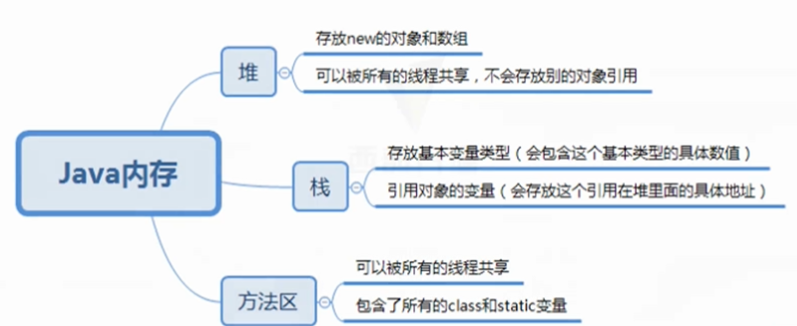 存放new的对象和数组
堆
可以被所有的线程共享，不会存放别的对象引用
Java内存
存放基本变量类型（会包含这个基本类型的具体数值）
栈
引用对象的变量（会存放这个引用在堆里面的具体地址）
可以被所有的线程共享
方法区
包含了所有的class和static变量